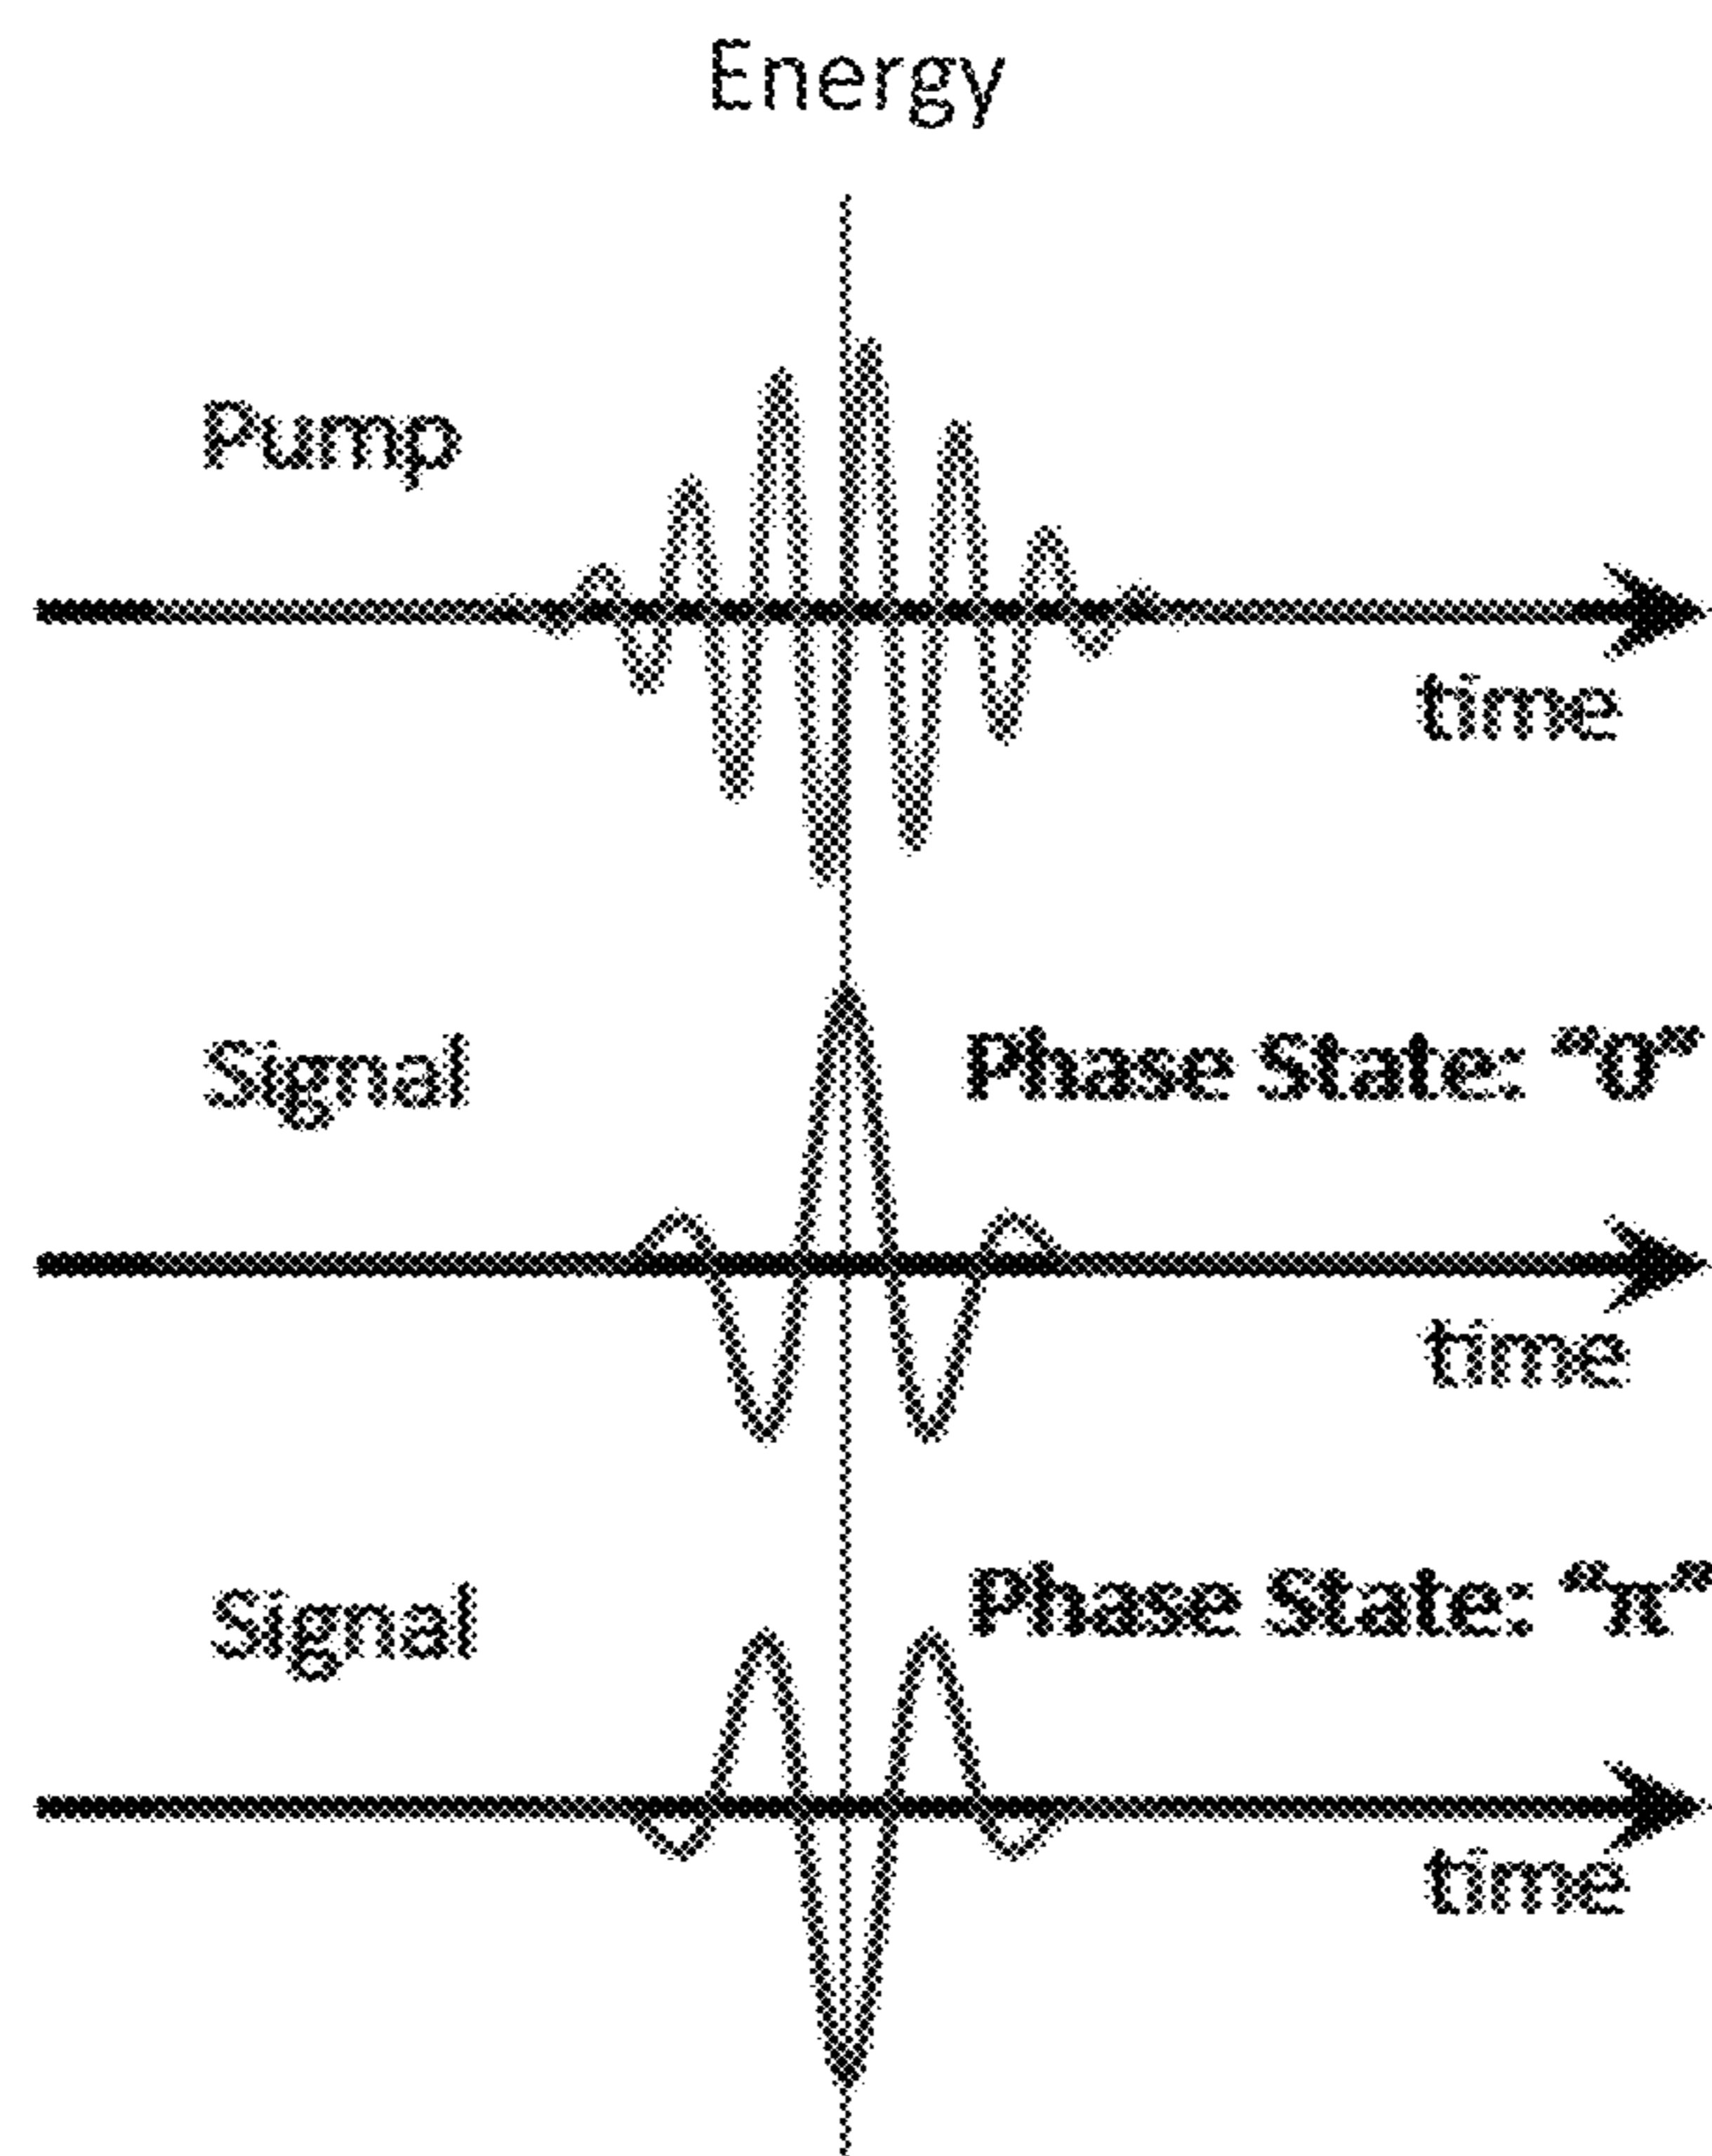 Energy
Pump
time
Signal
Phase State: “0”
time
Signal
Phase State: “π”
time